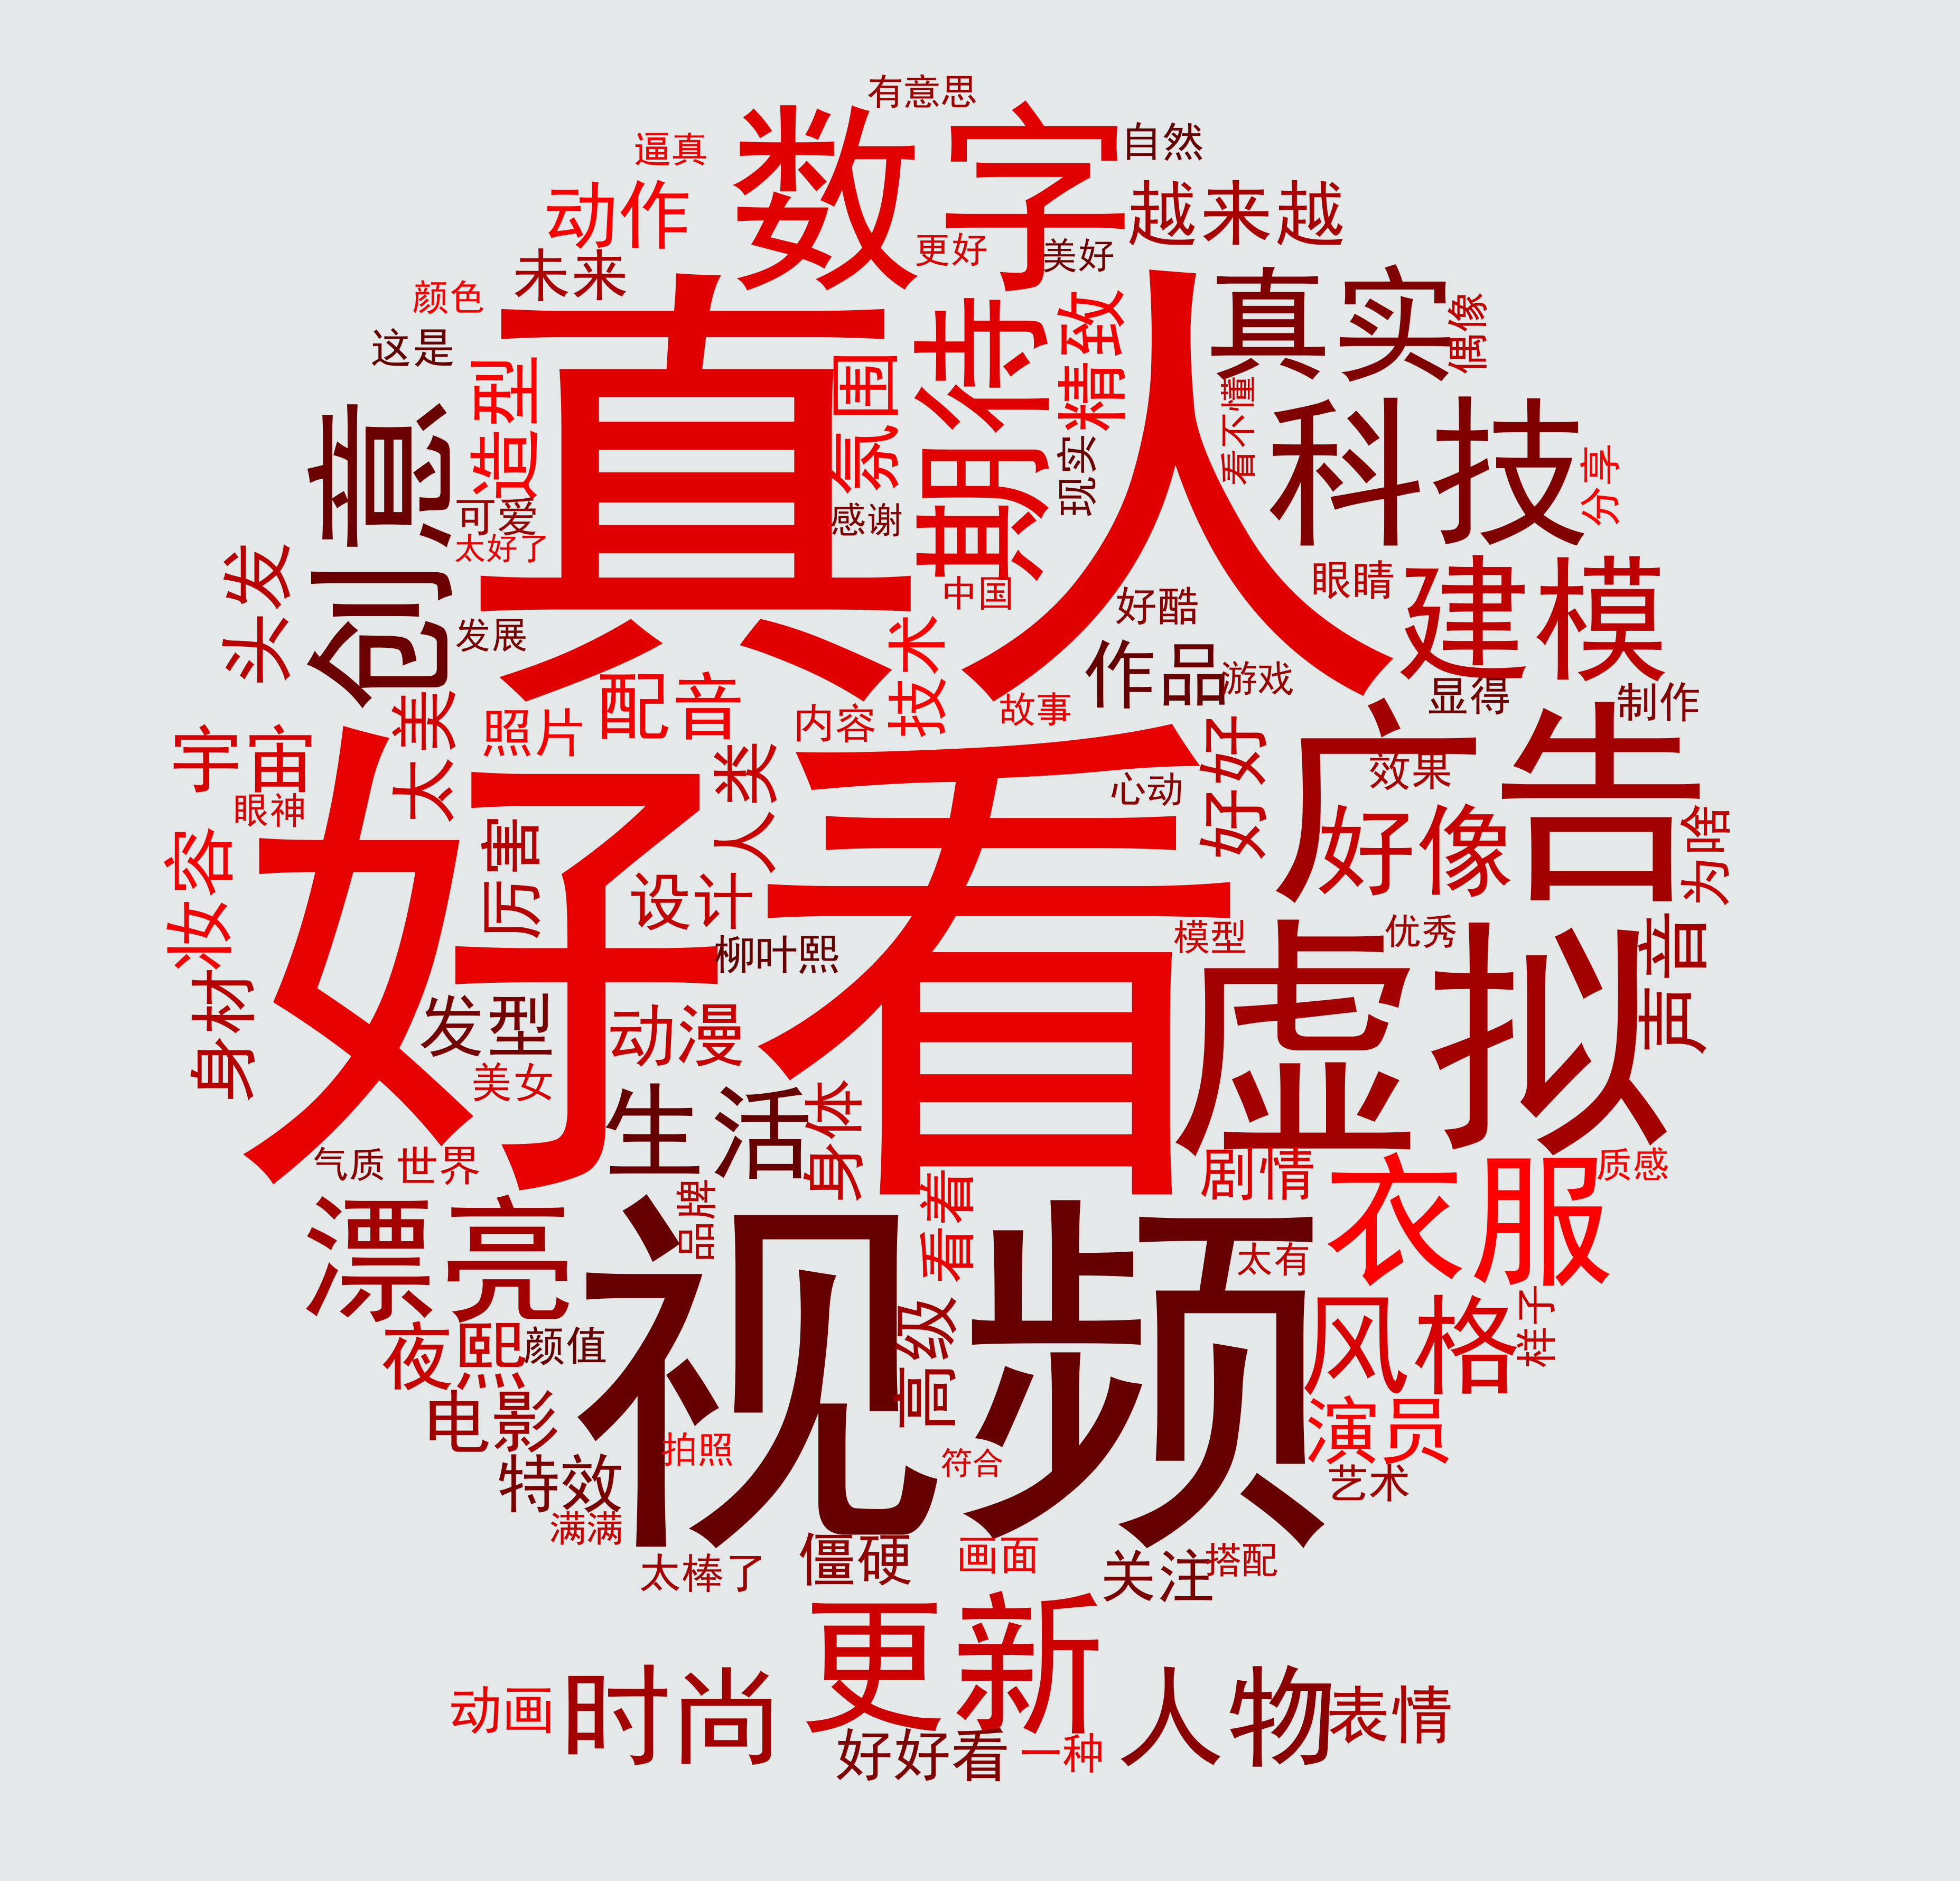 有意思
数字
自然
逼真
动作
越来越
更好
美好
未来
颜色
真人
真实
偶像
这是
造型
氛围
期待
精致
看不懂
科技
创意
现实
分享
可爱
感谢
太好了
头发
眼睛
建模
中国
好酷
发展
技术
作品
游戏
显得
制作
太美
照片
配音
内容
故事
宇宙
好看
人类
好好
广告
心动
效果
眼神
妆容
厉害
好像
为啥
设计
模型
优秀
声音
柳叶熙
虚拟
身材
发型
动漫
美女
生活
身体
气质
世界
剧情
衣服
质感
漂亮
品牌
视频
看着
太有
夜熙
颜值
高级
风格
样子
电影
拍照
符合
演员
特效
艺术
满满
太棒了
僵硬
画面
关注
搭配
更新
动画
时尚
人物
表情
好好看
一种